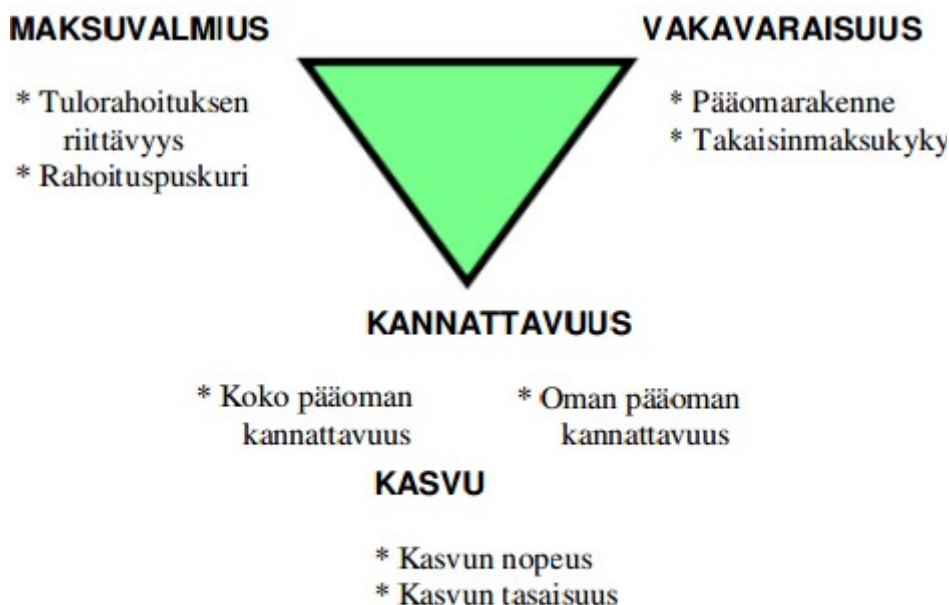 MAKSUVALMIUS
* Tulorahoituksen
riittävyys
* Rahoituspuskuri
VAKAVARAISUUS
* Pääomarakenne
* Takaisinmaksukyky
KANNATTAVUUS
* Koko pääoman
kannattavuus
* Oman pääoman
kannattavuus
KASVU
* Kasvun nopeus
* Kasvun tasaisuus